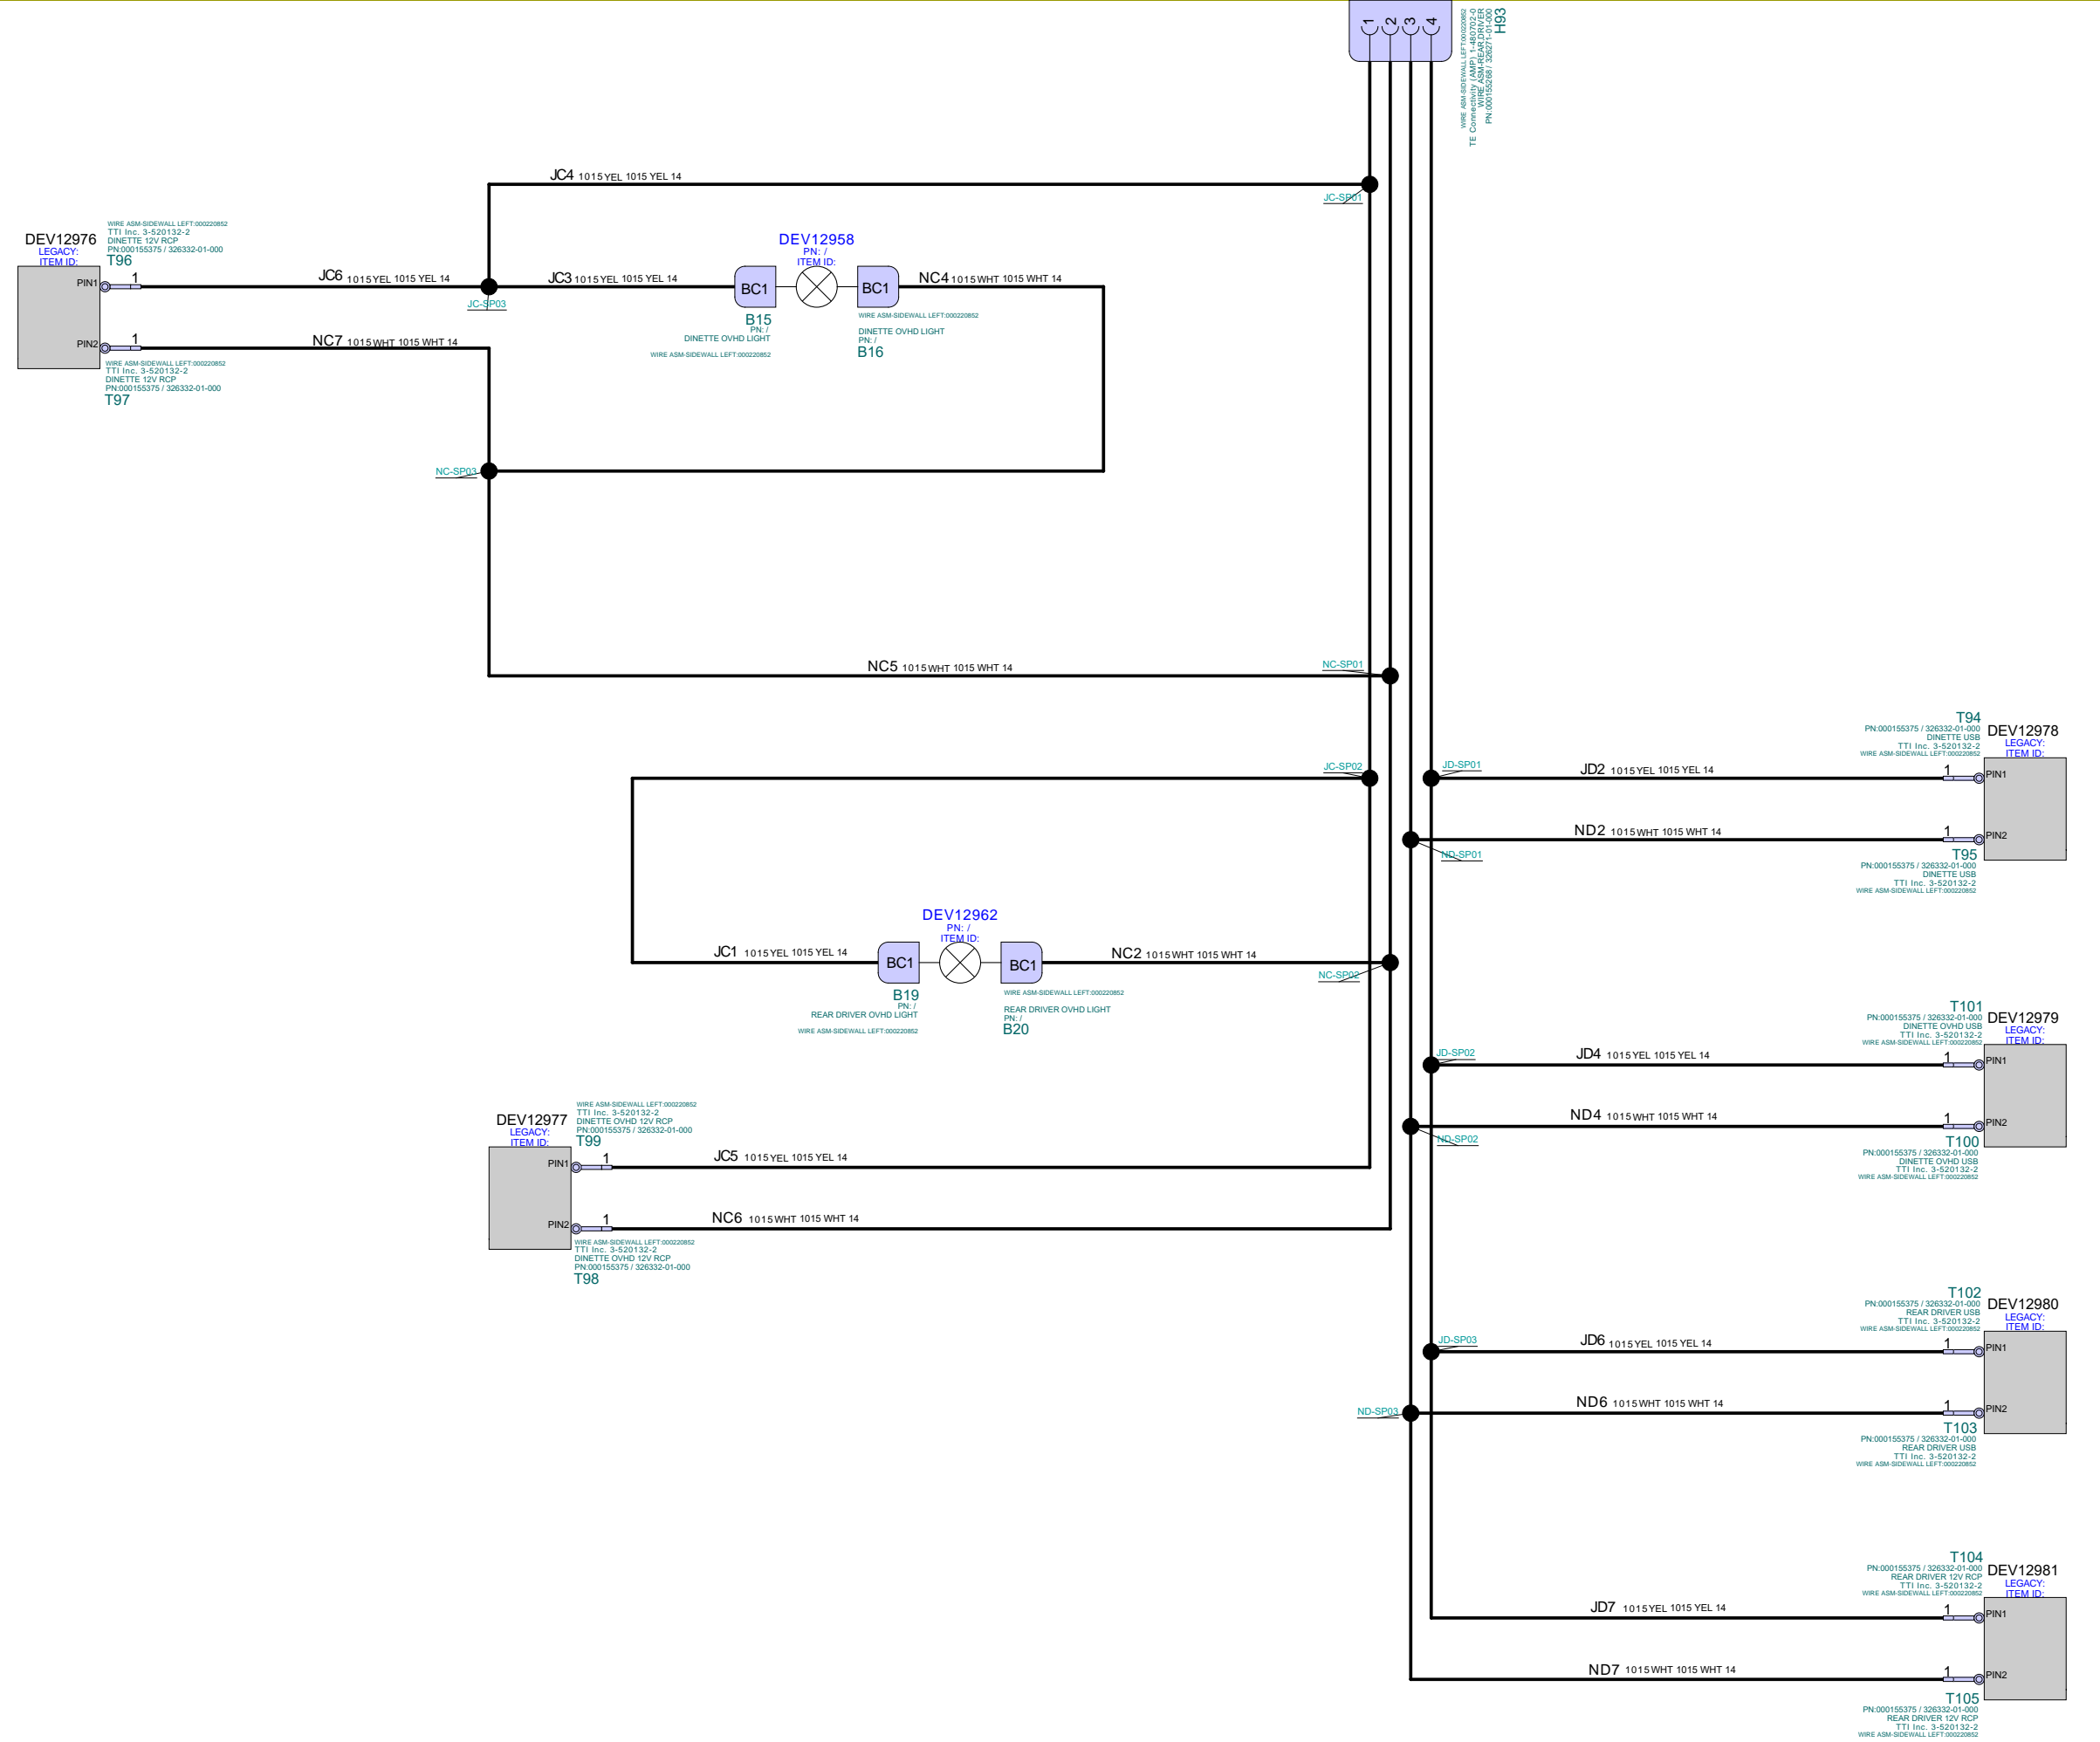 1
2
3
4
WIRE ASM-SIDEWALL LEFT:000220852
TE Connectivity (AMP) 1-480702-0
WIRE ASM-REAR DRIVER
PN:000155268 / 326271-01-000
H93
JC4 1015 YEL 1015 YEL 14
JC-SP01
DEV12976
LEGACY:
ITEM ID:
WIRE ASM-SIDEWALL LEFT:000220852
TTI Inc. 3-520132-2
DINETTE 12V RCP
PN:000155375 / 326332-01-000
T96
PIN1
1
JC6 1015 YEL 1015 YEL 14
JC-SP03
JC3 1015 YEL 1015 YEL 14
DEV12958
PN: /
ITEM ID:
BC1
BC1
NC4 1015 WHT 1015 WHT 14
B15
PN: /
DINETTE OVHD LIGHT
WIRE ASM-SIDEWALL LEFT:000220852
WIRE ASM-SIDEWALL LEFT:000220852
DINETTE OVHD LIGHT
PN: /
B16
PIN2
1
NC7 1015 WHT 1015 WHT 14
WIRE ASM-SIDEWALL LEFT:000220852
TTI Inc. 3-520132-2
DINETTE 12V RCP
PN:000155375 / 326332-01-000
T97
NC-SP03
NC5 1015 WHT 1015 WHT 14
NC-SP01
JC-SP02
JD-SP01
JD2 1015 YEL 1015 YEL 14
T94
PN:000155375 / 326332-01-000
DINETTE USB
TTI Inc. 3-520132-2
WIRE ASM-SIDEWALL LEFT:000220852
DEV12978
LEGACY:
ITEM ID:
1
PIN1
ND2 1015 WHT 1015 WHT 14
ND-SP01
1
PIN2
T95
PN:000155375 / 326332-01-000
DINETTE USB
TTI Inc. 3-520132-2
WIRE ASM-SIDEWALL LEFT:000220852
DEV12962
PN: /
ITEM ID:
JC1 1015 YEL 1015 YEL 14
BC1
BC1
NC2 1015 WHT 1015 WHT 14
NC-SP02
B19
PN: /
REAR DRIVER OVHD LIGHT
WIRE ASM-SIDEWALL LEFT:000220852
WIRE ASM-SIDEWALL LEFT:000220852
REAR DRIVER OVHD LIGHT
PN: /
B20
T101
PN:000155375 / 326332-01-000
DINETTE OVHD USB
TTI Inc. 3-520132-2
WIRE ASM-SIDEWALL LEFT:000220852
DEV12979
LEGACY:
ITEM ID:
JD-SP02
JD4 1015 YEL 1015 YEL 14
1
PIN1
ND4 1015 WHT 1015 WHT 14
ND-SP02
1
PIN2
T100
PN:000155375 / 326332-01-000
DINETTE OVHD USB
TTI Inc. 3-520132-2
WIRE ASM-SIDEWALL LEFT:000220852
DEV12977
LEGACY:
ITEM ID:
WIRE ASM-SIDEWALL LEFT:000220852
TTI Inc. 3-520132-2
DINETTE OVHD 12V RCP
PN:000155375 / 326332-01-000
T99
PIN1
1
JC5 1015 YEL 1015 YEL 14
PIN2
1
NC6 1015 WHT 1015 WHT 14
WIRE ASM-SIDEWALL LEFT:000220852
TTI Inc. 3-520132-2
DINETTE OVHD 12V RCP
PN:000155375 / 326332-01-000
T98
T102
PN:000155375 / 326332-01-000
REAR DRIVER USB
TTI Inc. 3-520132-2
WIRE ASM-SIDEWALL LEFT:000220852
DEV12980
LEGACY:
ITEM ID:
JD-SP03
JD6 1015 YEL 1015 YEL 14
1
PIN1
ND-SP03
ND6 1015 WHT 1015 WHT 14
1
PIN2
T103
PN:000155375 / 326332-01-000
REAR DRIVER USB
TTI Inc. 3-520132-2
WIRE ASM-SIDEWALL LEFT:000220852
T104
PN:000155375 / 326332-01-000
REAR DRIVER 12V RCP
TTI Inc. 3-520132-2
WIRE ASM-SIDEWALL LEFT:000220852
DEV12981
LEGACY:
ITEM ID:
JD7 1015 YEL 1015 YEL 14
1
PIN1
ND7 1015 WHT 1015 WHT 14
1
PIN2
T105
PN:000155375 / 326332-01-000
REAR DRIVER 12V RCP
TTI Inc. 3-520132-2
WIRE ASM-SIDEWALL LEFT:000220852